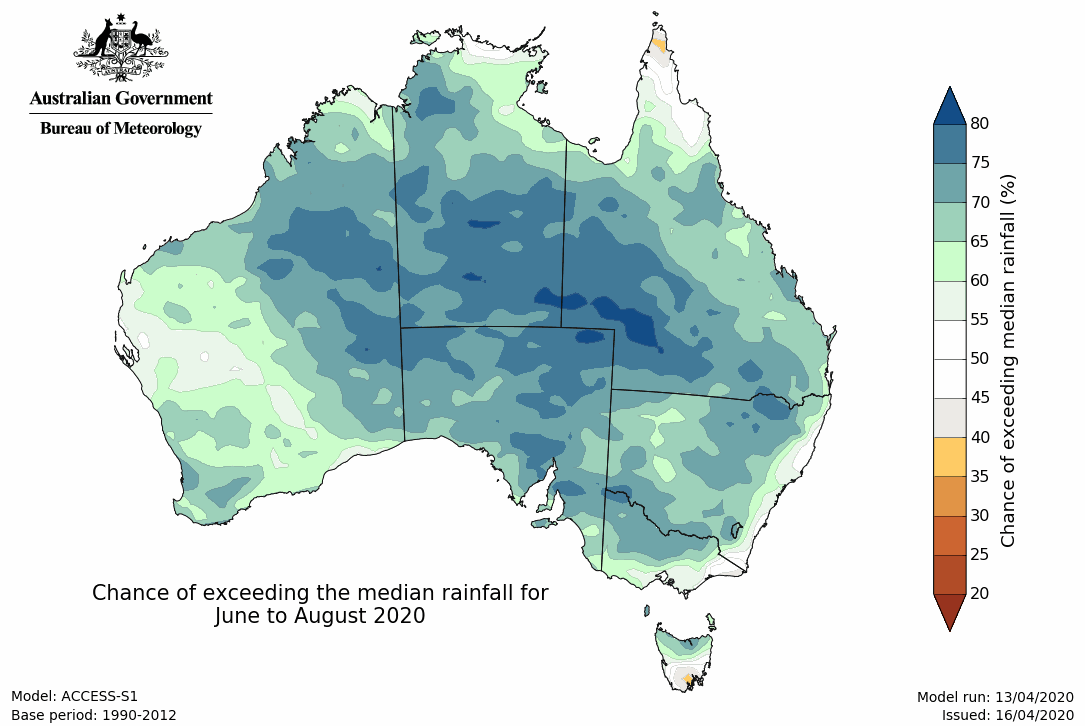 Australian Government
Bureau of Meteorology
80
75
70
65
60
55
50
45
40
35
30
25
20
Chance of exceeding median rainfall (%)
Chance of exceeding the median rainfall for
June to August 2020
Model: ACCESS-S1
Base period: 1990-2012
Model run: 13/04/2020
Issued: 16/04/2020